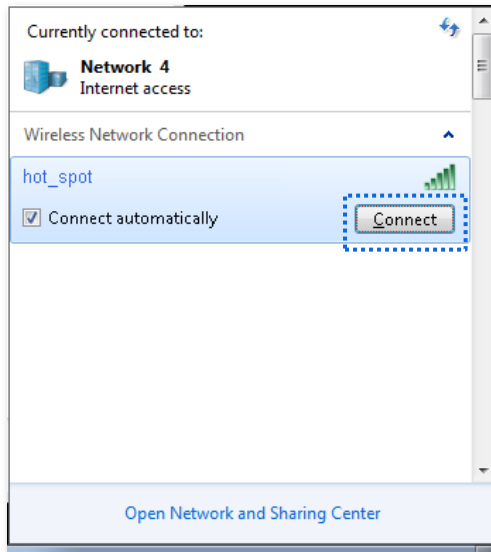 Currently connected to:
Network 4
Internet access
Wireless Network Connection
hot_spot
Connect automatically
Connect
Open Network and Sharing Center